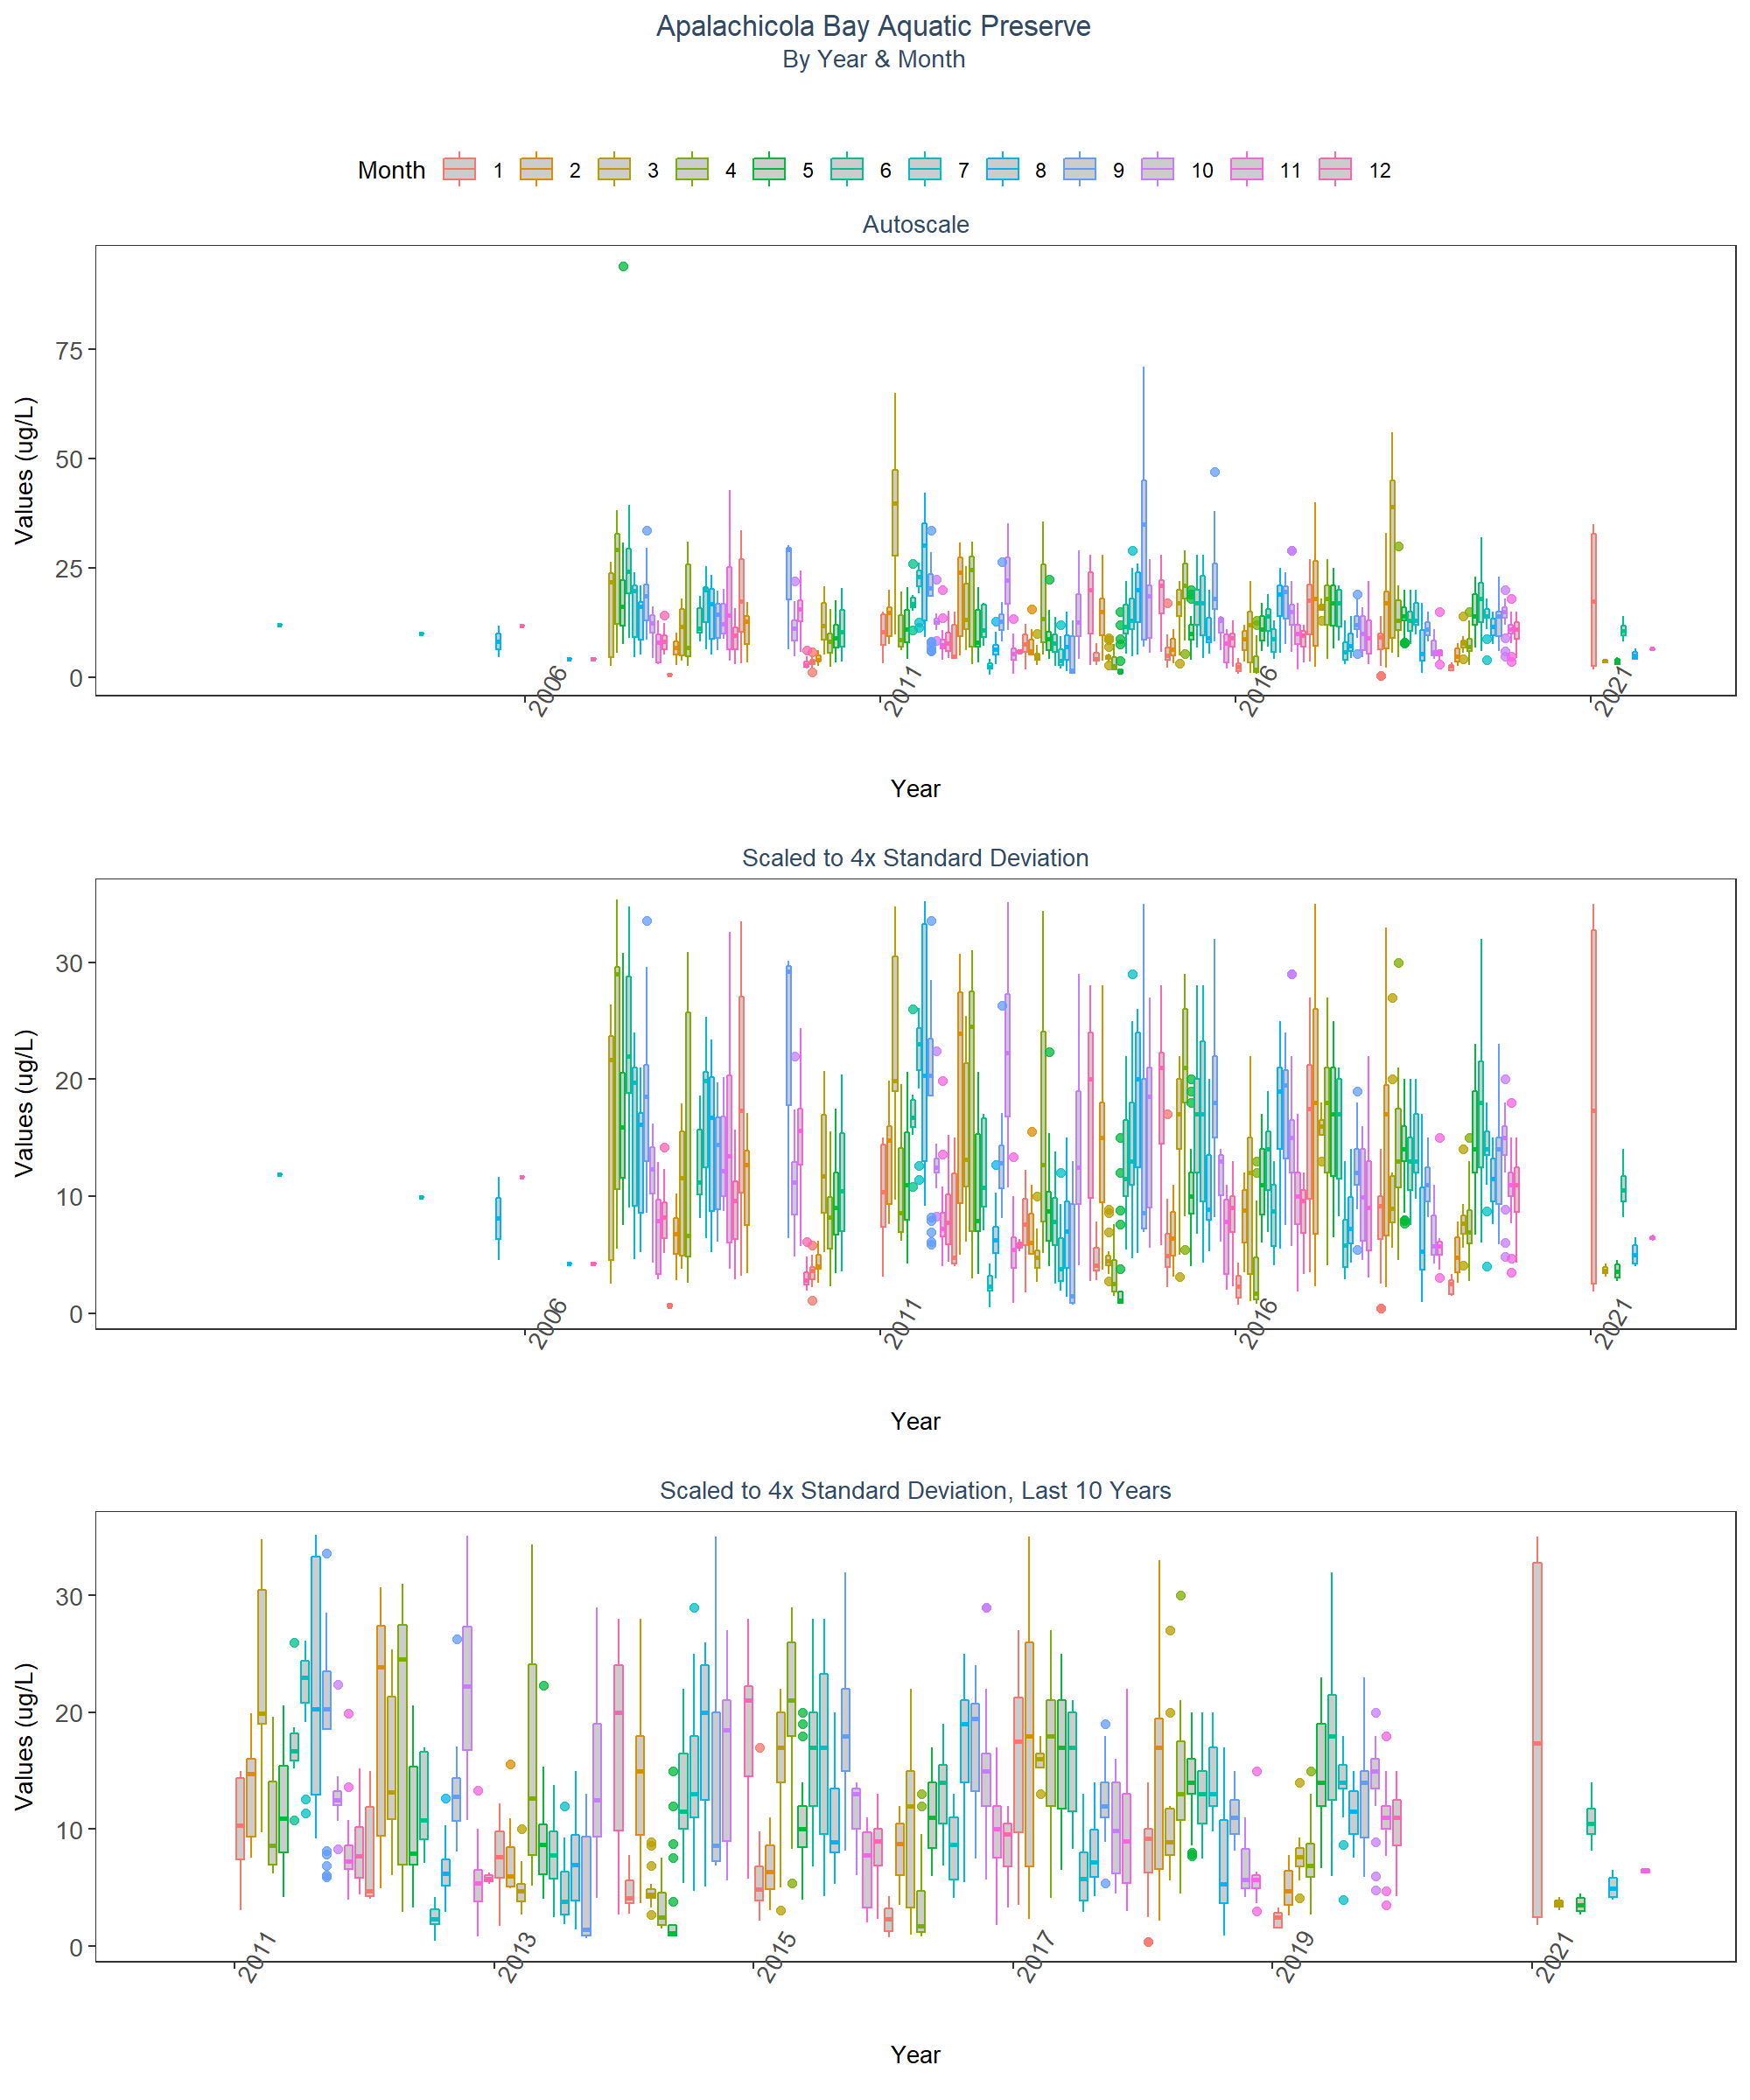 Apalachicola Bay Aquatic Preserve
By Year & Month
Month 1 2 3 4 5 6 7 8 9 10 11 12
Autoscale
Values (ug/L)
75
50
25
0
2006 2011 2016 2021
Year
Scaled to 4x Standard Deviation
Values (ug/L)
30
20
10
0
2006 2011 2016 2021
Year
Scaled to 4x Standard Deviation, Last 10 Years
Values (ug/L)
30
20
10
0
2011 2013 2015 2017 2019 2021
Year